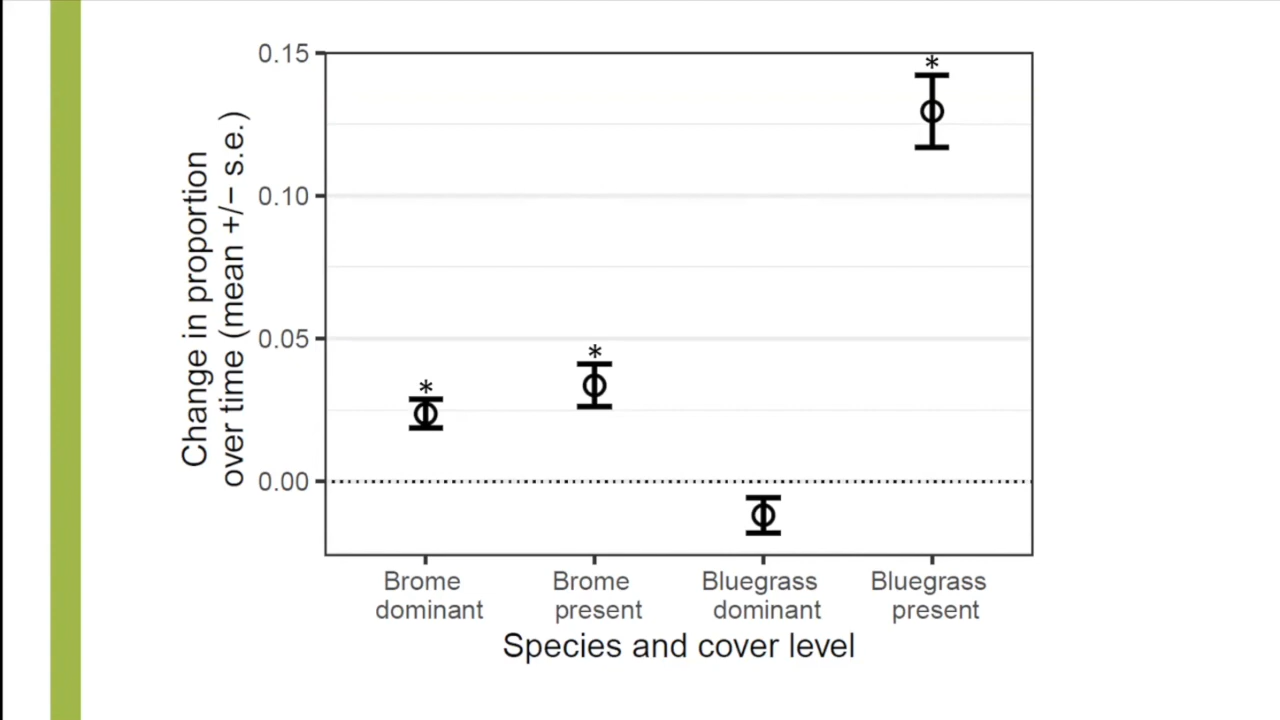 Change in proportion
over time (mean +/− s.e.)
0.15
0.10
0.05
0.00
*
*
*
Brome
dominant
Brome
present
Bluegrass
dominant
Bluegrass
present
Species and cover level